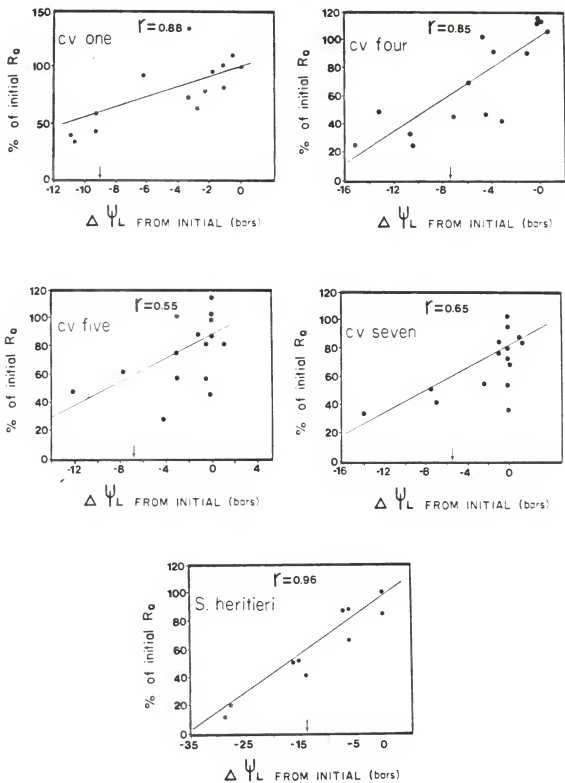 cv one
r=0.88
% of initial Ra
150
100
50
0
-12 -10 -8 -6 -4 -2 0
Δ ΨL FROM INITIAL (bars)
cv four
r=0.85
% of initial Ra
120
100
80
60
40
20
0
-16 -12 -8 -4 -0
Δ ΨL FROM INITIAL (bars)
cv five
r=0.55
% of initial Ra
120
100
80
60
40
20
0
-12 -8 -4 0 4
Δ ΨL FROM INITIAL (bars)
cv seven
r=0.65
% of initial Ra
120
100
80
60
40
20
0
-16 -12 -8 -4 0
Δ ΨL FROM INITIAL (bars)
S. heritieri
r=0.96
% of initial Ra
120
100
80
60
40
20
0
-35 -25 -15 -5 0
Δ ΨL FROM INITIAL (bars)